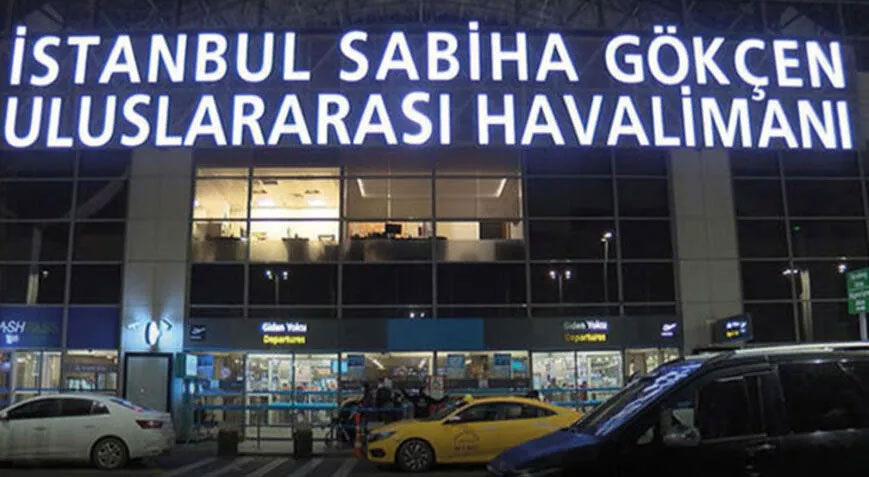 İSTANBUL SABİHA GÖKÇEN
ULUSLARARASI HAVALİMANI
Giden Yolcu
Departures
Giden Yolcu
Departures